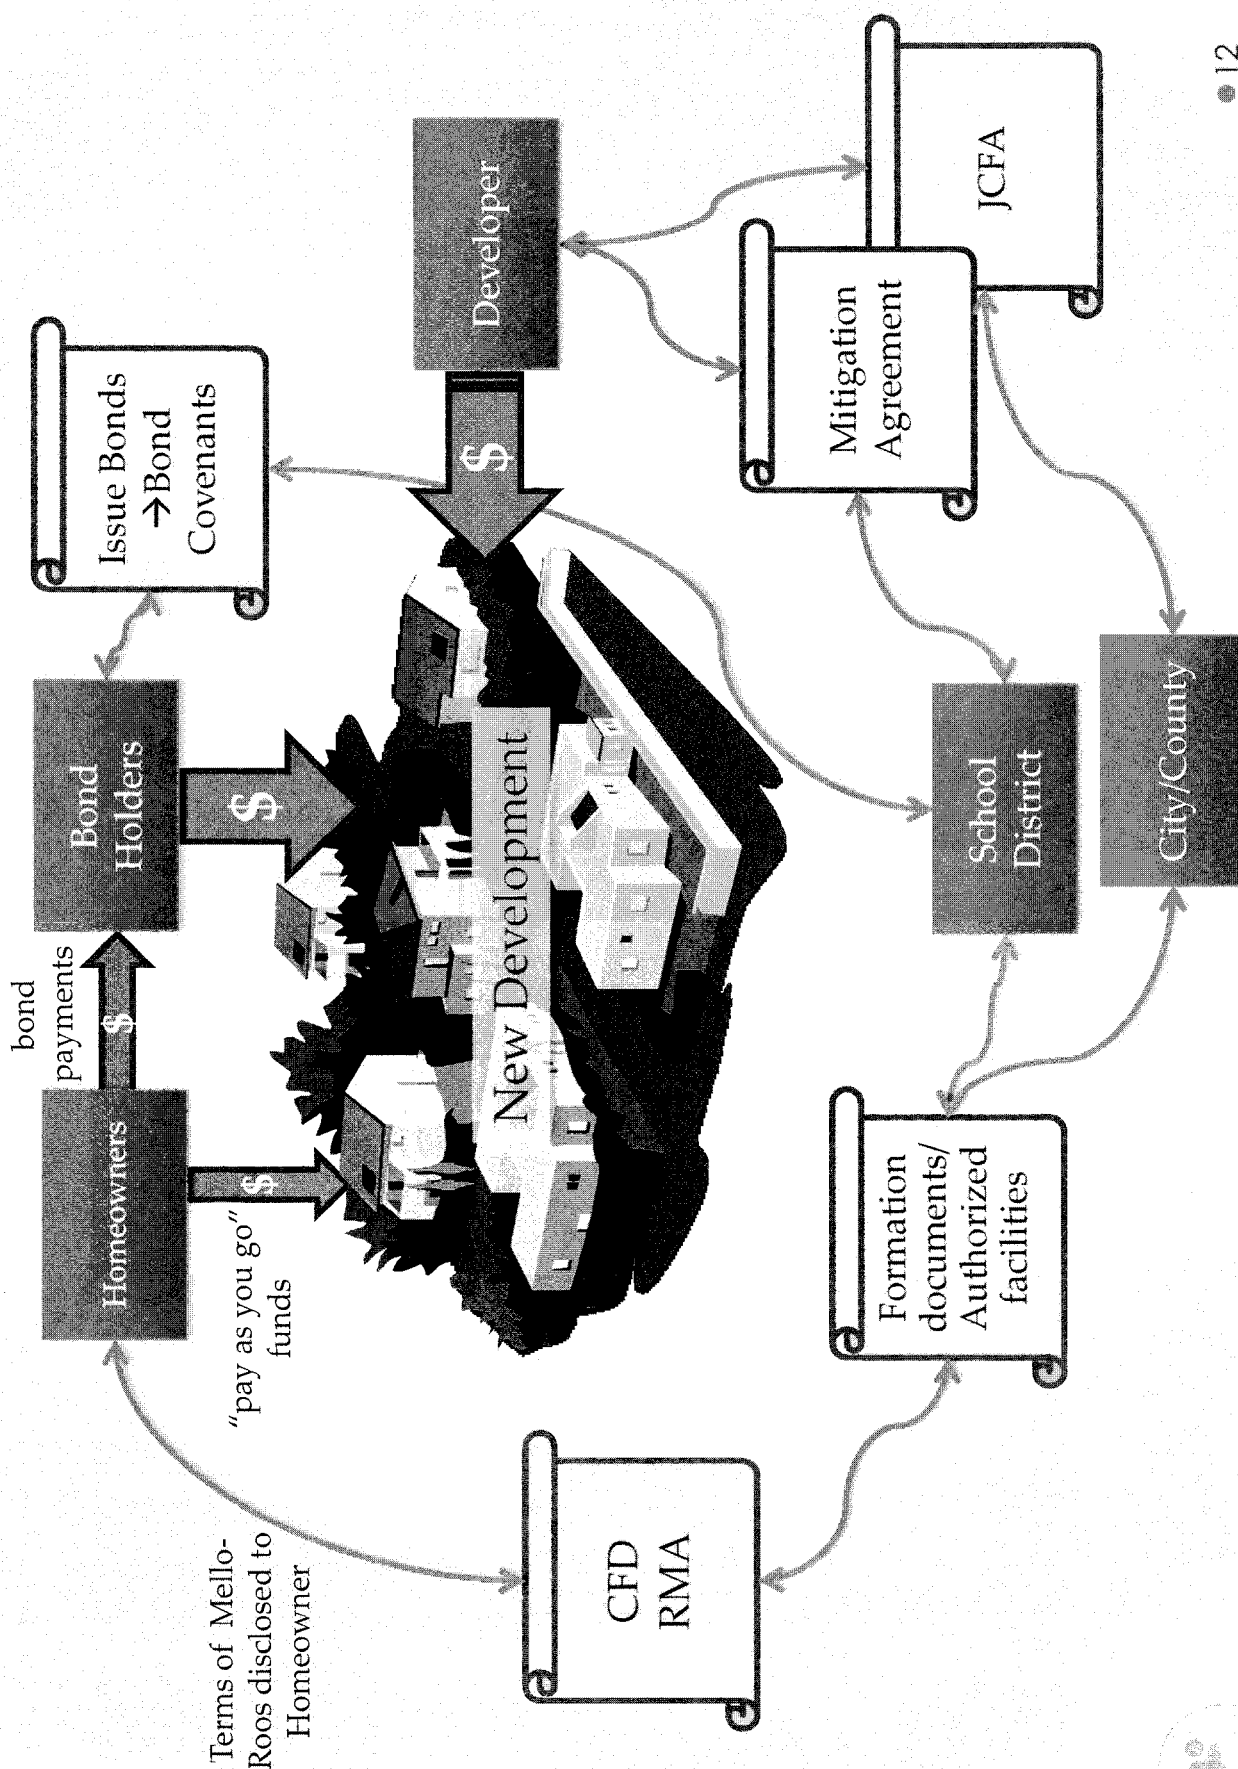 Terms of Mello-
Roos disclosed to
Homeowner
Homeowners
bond
payments
$
Bond
Holders
Issue Bonds
→Bond
Covenants
"pay as you go"
funds
$
$
New Development
$
Developer
CFD
RMA
Formation
documents/
Authorized
facilities
School
District
City/County
Mitigation
Agreement
JCFA
12